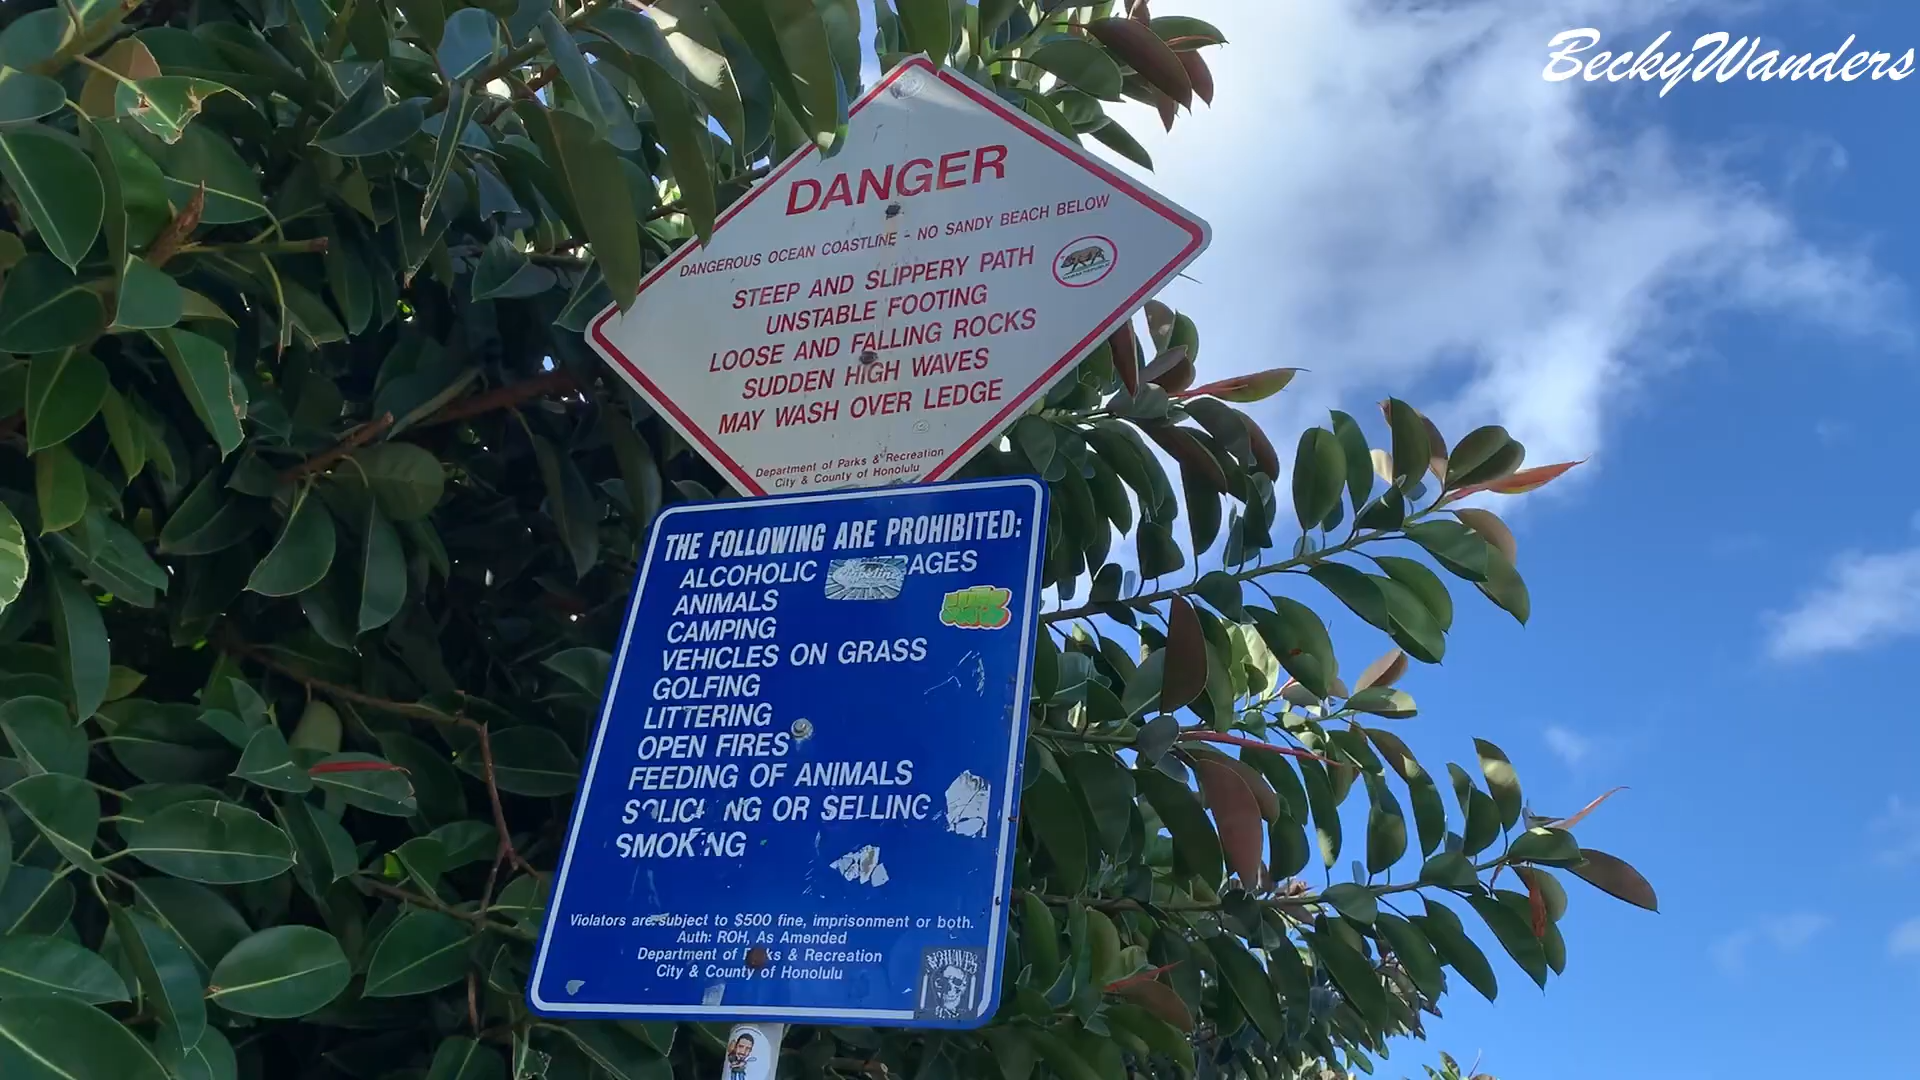 BeckyWanders
DANGER
DANGEROUS OCEAN COASTLINE - NO SANDY BEACH BELOW
STEEP AND SLIPPERY PATH
UNSTABLE FOOTING
LOOSE AND FALLING ROCKS
SUDDEN HIGH WAVES
MAY WASH OVER LEDGE
Department of Parks & Recreation
City & County of Honolulu
THE FOLLOWING ARE PROHIBITED:
ALCOHOLIC
ANIMALS
CAMPING
VEHICLES ON GRASS
GOLFING
LITTERING
OPEN FIRES
FEEDING OF ANIMALS
OR SELLING
SMOKING
Violators are subject to $500 fine, imprisonment or both.
Auth: ROH, As Amended
Department of Parks & Recreation
City & County of Honolulu